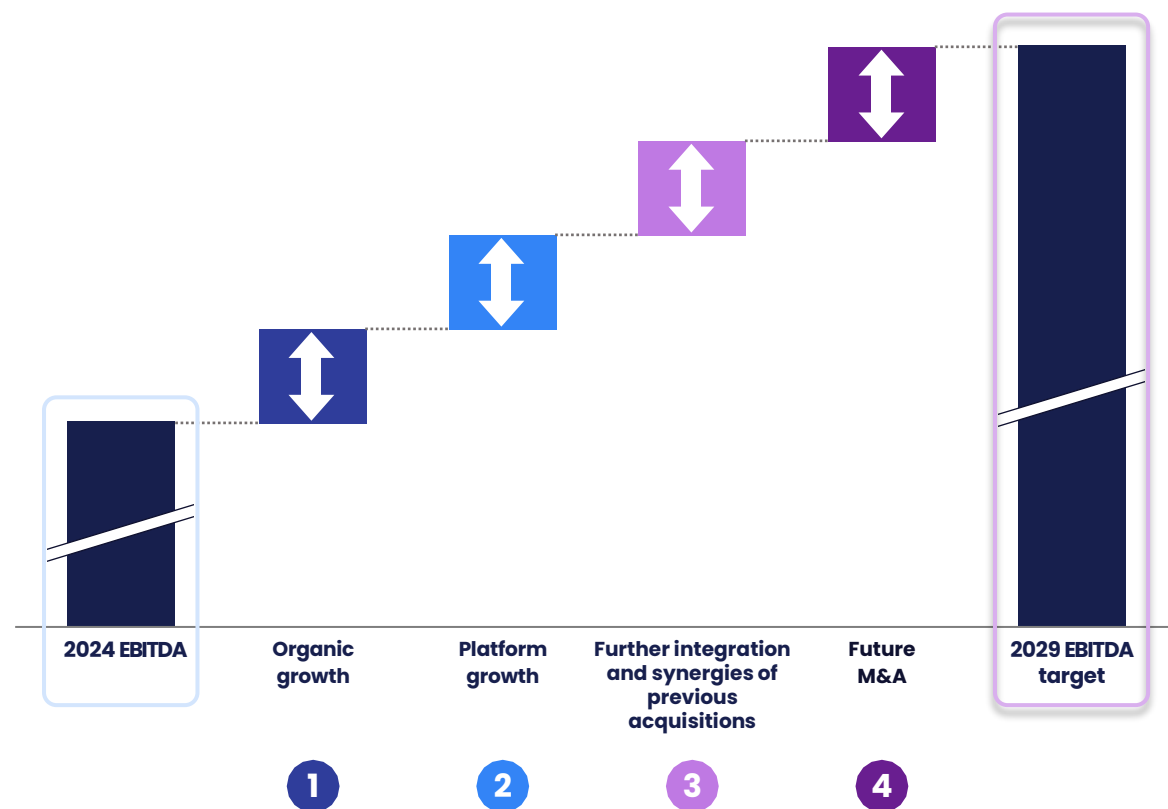 2024 EBITDA
Organic
growth
Platform
growth
Further integration
and synergies of
previous
acquisitions
Future
M&A
2029 EBITDA
target
1
2
3
4